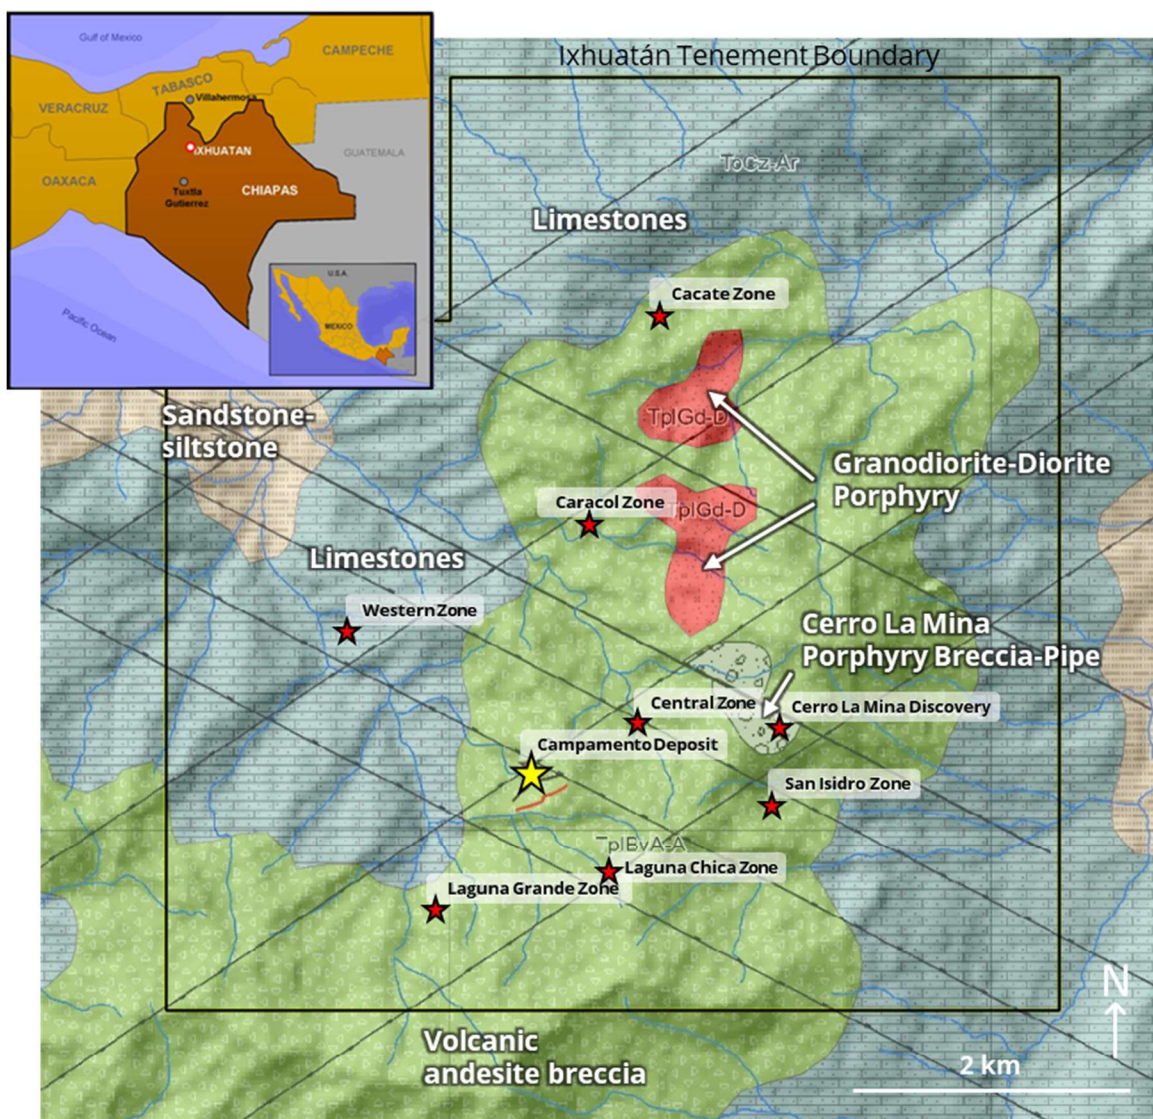 Gulf of Mexico
CAMPECHE
TABASCO
Villahermosa
VERACRUZ
IXHUATAN
GUATEMALA
OAXACA
Tuxtla
Gutierrez
CHIAPAS
Pacific Ocean
U.S.A.
MEXICO
Ixhuatán Tenement Boundary
ToCz-Ar
Limestones
Cacate Zone
Sandstone-
siltstone
TplGd-D
Granodiorite-Diorite
Porphyry
Caracol Zone
TplGd-D
Limestones
Western Zone
Cerro La Mina
Porphyry Breccia-Pipe
Central Zone
Cerro La Mina Discovery
Campamento Deposit
San Isidro Zone
TplBvA-A
Laguna Chica Zone
Laguna Grande Zone
Volcanic
andesite breccia
N
2 km